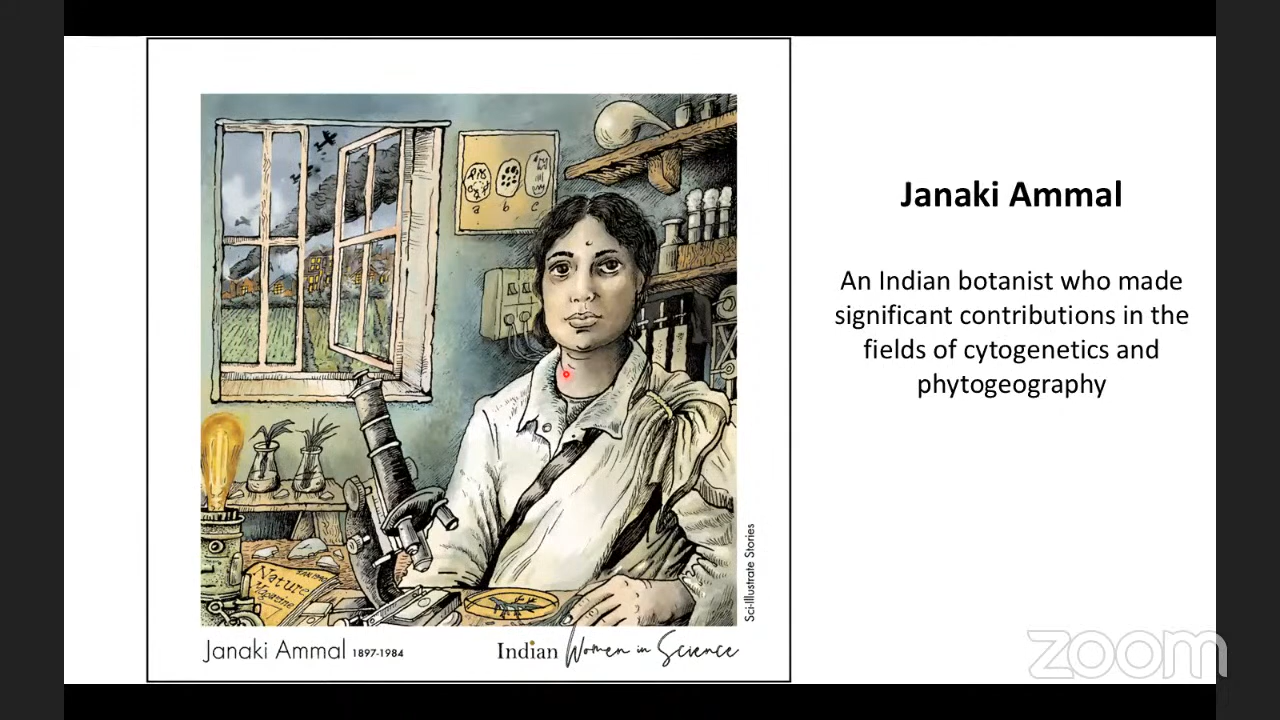 a b c
Nature
Magazine
Sci-Illustrate Stories
Janaki Ammal 1897-1984
Indian Women in Science
Janaki Ammal
An Indian botanist who made
significant contributions in the
fields of cytogenetics and
phytogeography
zoom